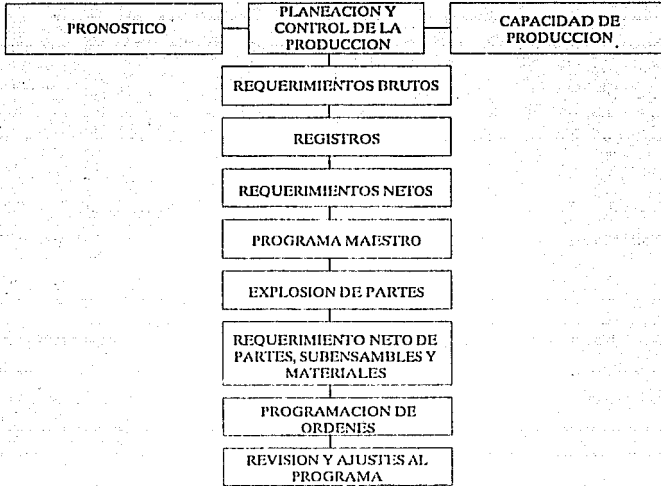 PRONOSTICO
PLANEACION Y
CONTROL DE LA
PRODUCCION
CAPACIDAD DE
PRODUCCION
REQUERIMIENTOS BRUTOS
REGISTROS
REQUERIMIENTOS NETOS
PROGRAMA MAESTRO
EXPLOSION DE PARTES
REQUERIMIENTO NETO DE
PARTES, SUBENSAMBLES Y
MATERIALES
PROGRAMACION DE
ORDENES
REVISION Y AJUSTES AL
PROGRAMA